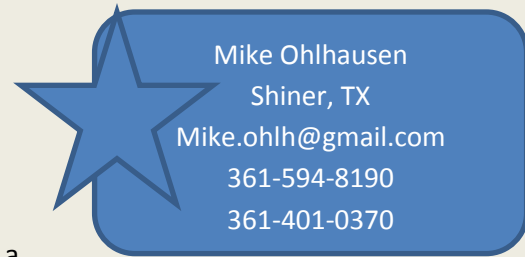 Mike Ohlhausen
Shiner, TX
Mike.ohlh@gmail.com
361-594-8190
361-401-0370
a